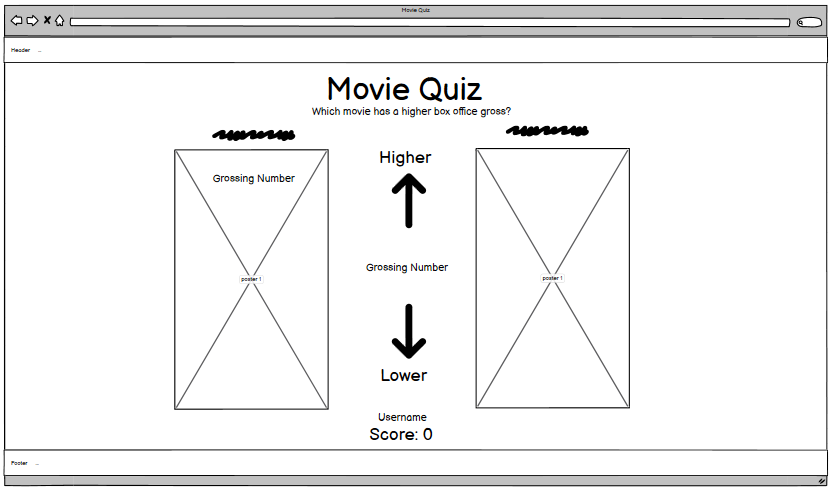 Movie Quiz
Header ...
Movie Quiz
Which movie has a higher box office gross?
Higher
Grossing Number
Grossing Number
poster 1
poster 1
Lower
Username
Score: 0
Footer ...